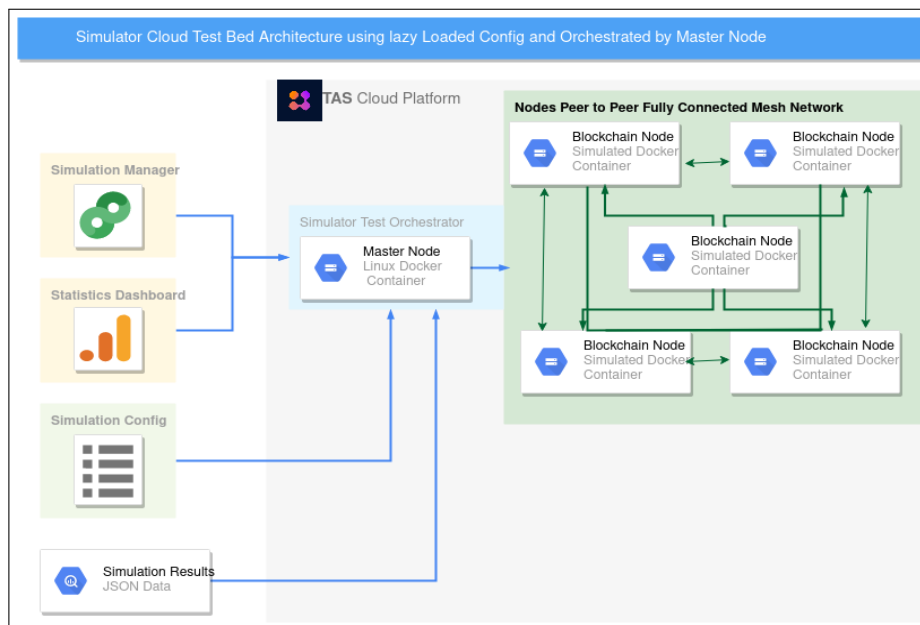 Simulator Cloud Test Bed Architecture using lazy Loaded Config and Orchestrated by Master Node
TAS Cloud Platform
Nodes Peer to Peer Fully Connected Mesh Network
Blockchain Node
Simulated Docker
Container
Blockchain Node
Simulated Docker
Container
Simulation Manager
Simulator Test Orchestrator
Master Node
Linux Docker
Container
Blockchain Node
Simulated Docker
Container
Statistics Dashboard
Blockchain Node
Simulated Docker
Container
Blockchain Node
Simulated Docker
Container
Simulation Config
Simulation Results
JSON Data